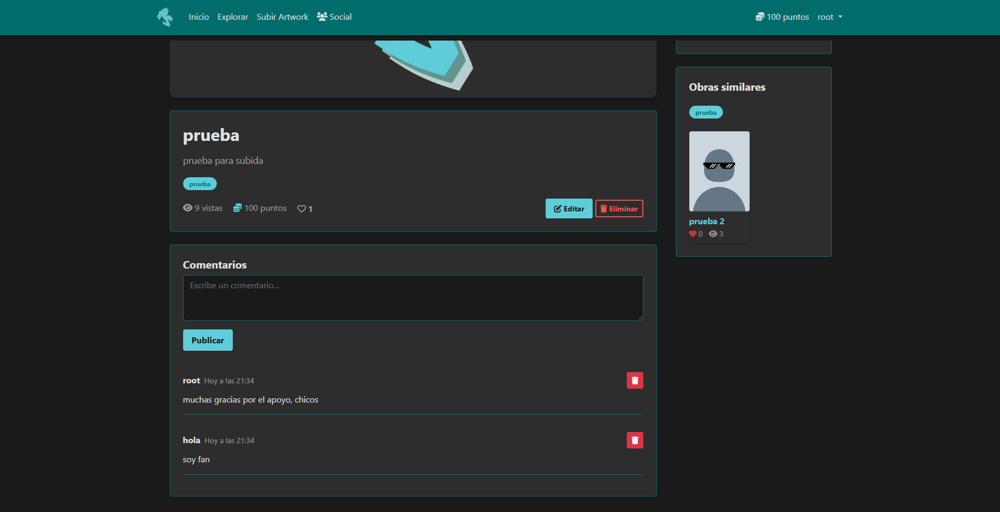 Inicio Explorar Subir Artwork Social 100 puntos root
prueba
prueba para subida
prueba
9 vistas 100 puntos 1 Editar Eliminar
Comentarios
Escribe un comentario...
Publicar
root Hoy a las 21:34
muchas gracias por el apoyo, chicos
hola Hoy a las 21:34
soy fan
Obras similares
prueba
prueba 2
0 3